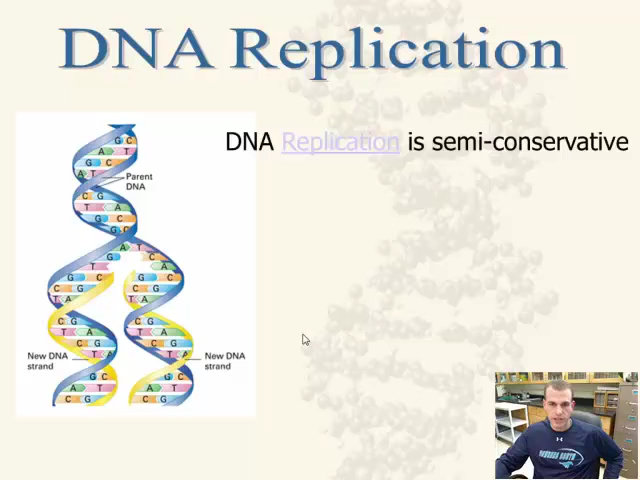 DNA Replication
DNA Replication is semi-conservative
Parent
DNA
New DNA
strand
New DNA
strand